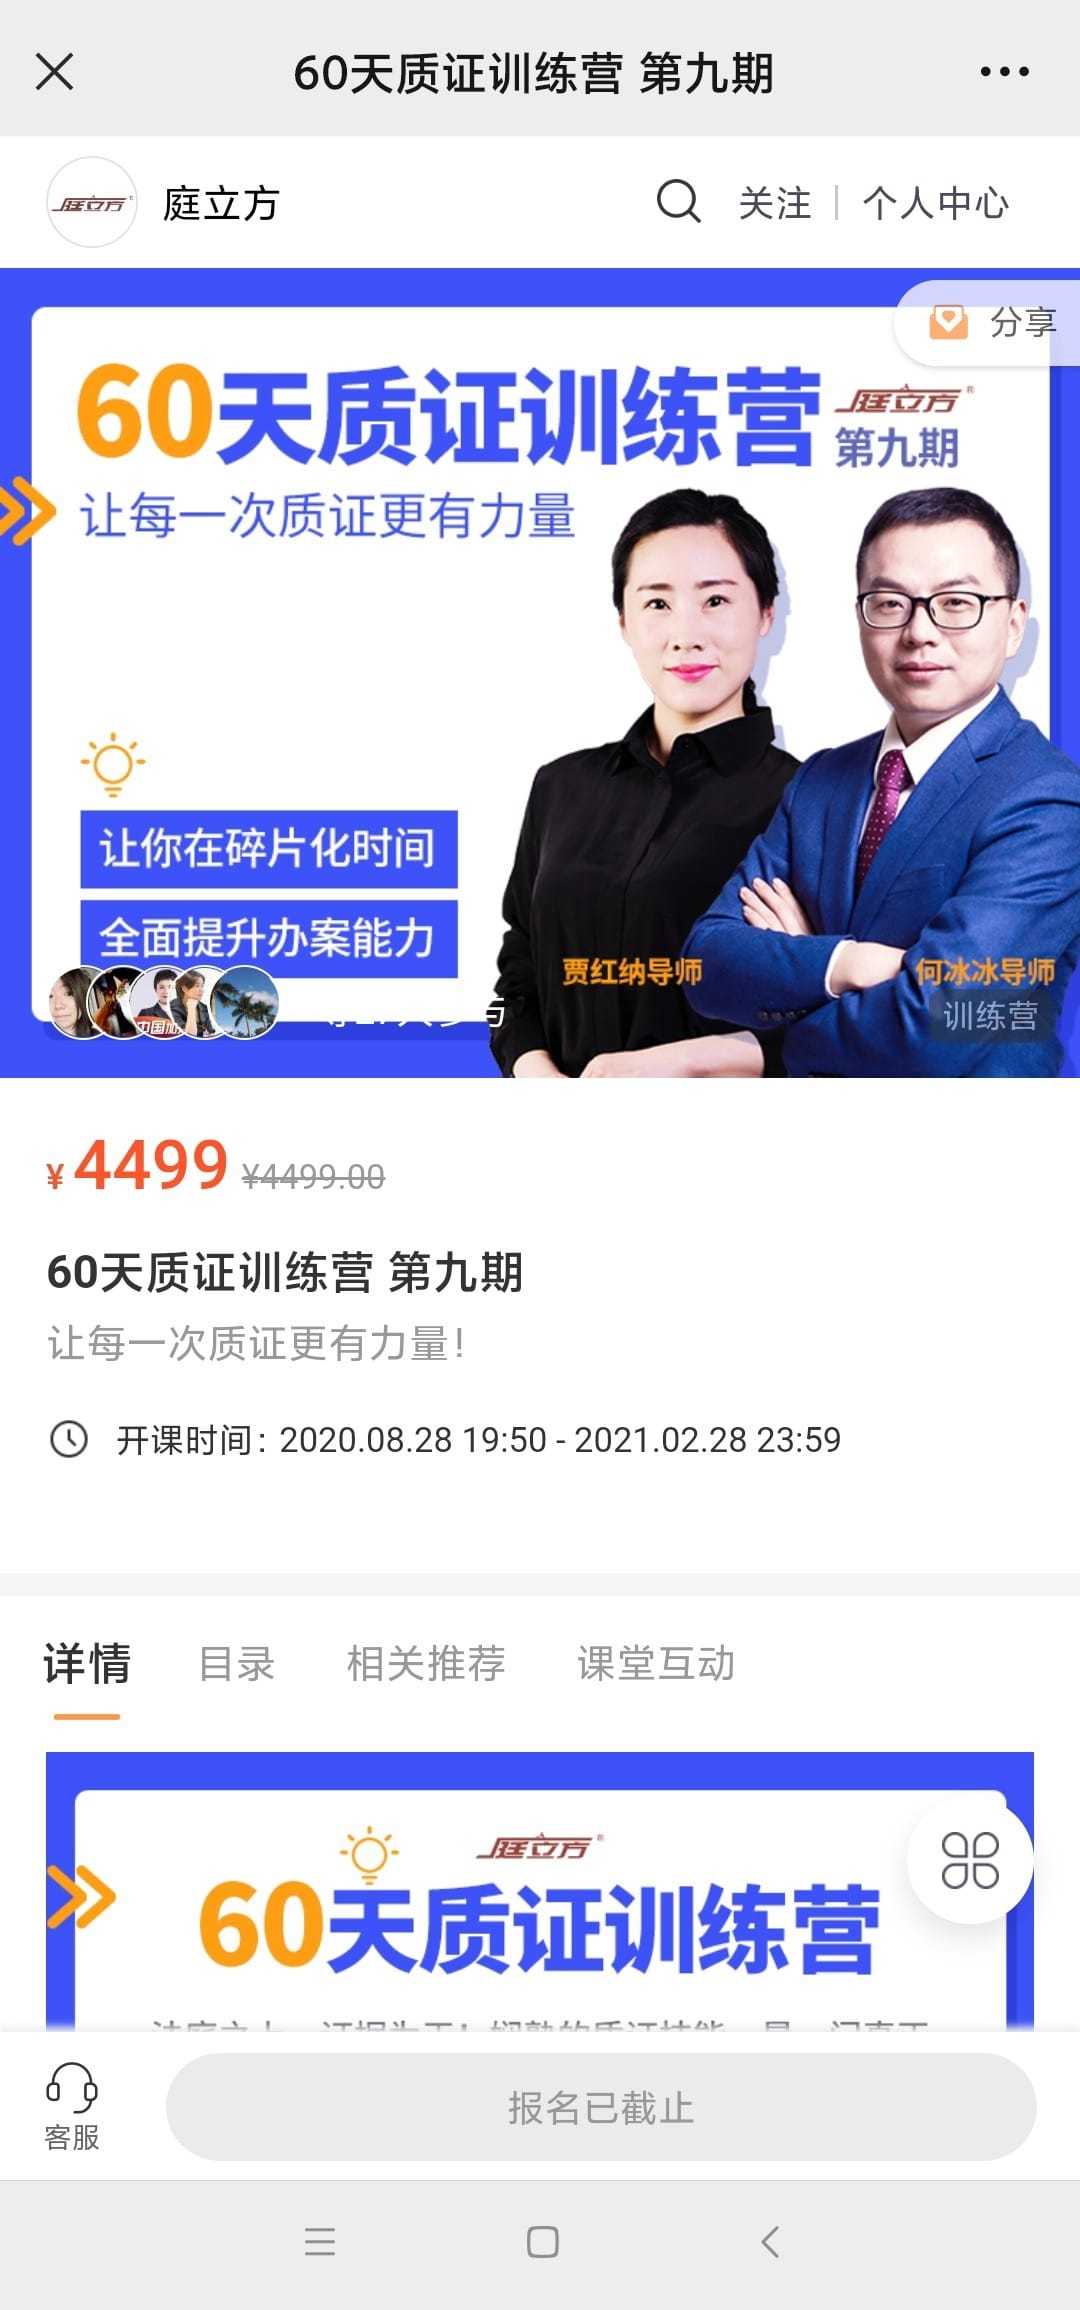 60天质证训练营 第九期
庭立方®
庭立方
关注
个人中心
分享
60天质证训练营
庭立方®
第九期
让每一次质证更有力量
让你在碎片化时间
全面提升办案能力
贾红纳导师
何冰冰导师
训练营
¥4499 ¥4499.00
60天质证训练营 第九期
让每一次质证更有力量!
开课时间: 2020.08.28 19:50 - 2021.02.28 23:59
详情 目录 相关推荐 课堂互动
庭立方®
60天质证训练营
客服
报名已截止